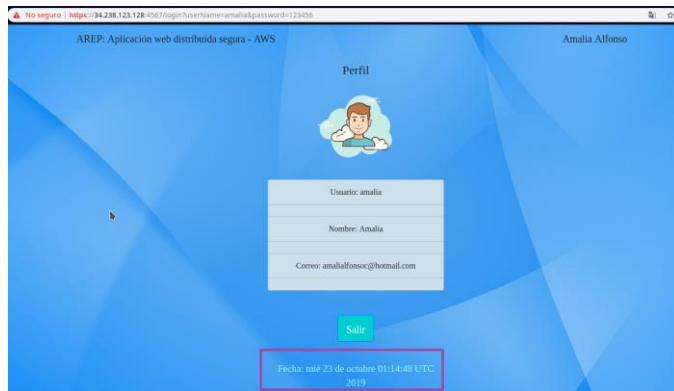 No seguro https://34.238.123.128:4567/login?userName=amalia&password=123456
AREP: Aplicación web distribuida segura - AWS
Amalia Alfonso
Perfil
Usuario: amalia
Nombre: Amalia
Correo: amalialfonsoc@hotmail.com
Salir
Fecha: mié 23 de octubre 01:14:48 UTC
2019